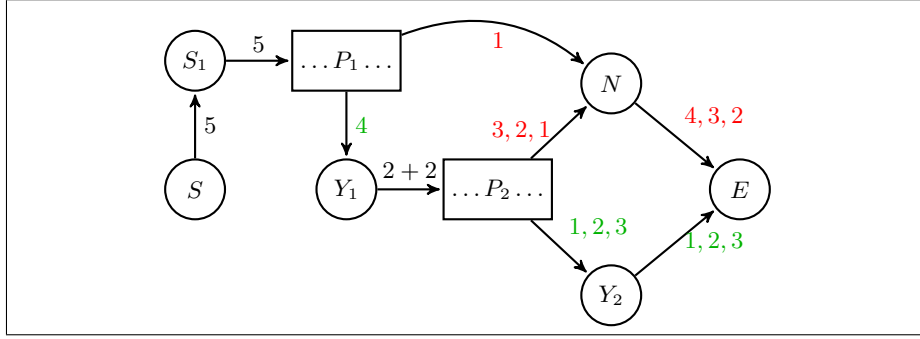 5
S₁
…P₁…
1
N
5
4
3, 2, 1
4, 3, 2
S
Y₁
2 + 2
…P₂…
E
1, 2, 3
1, 2, 3
Y₂